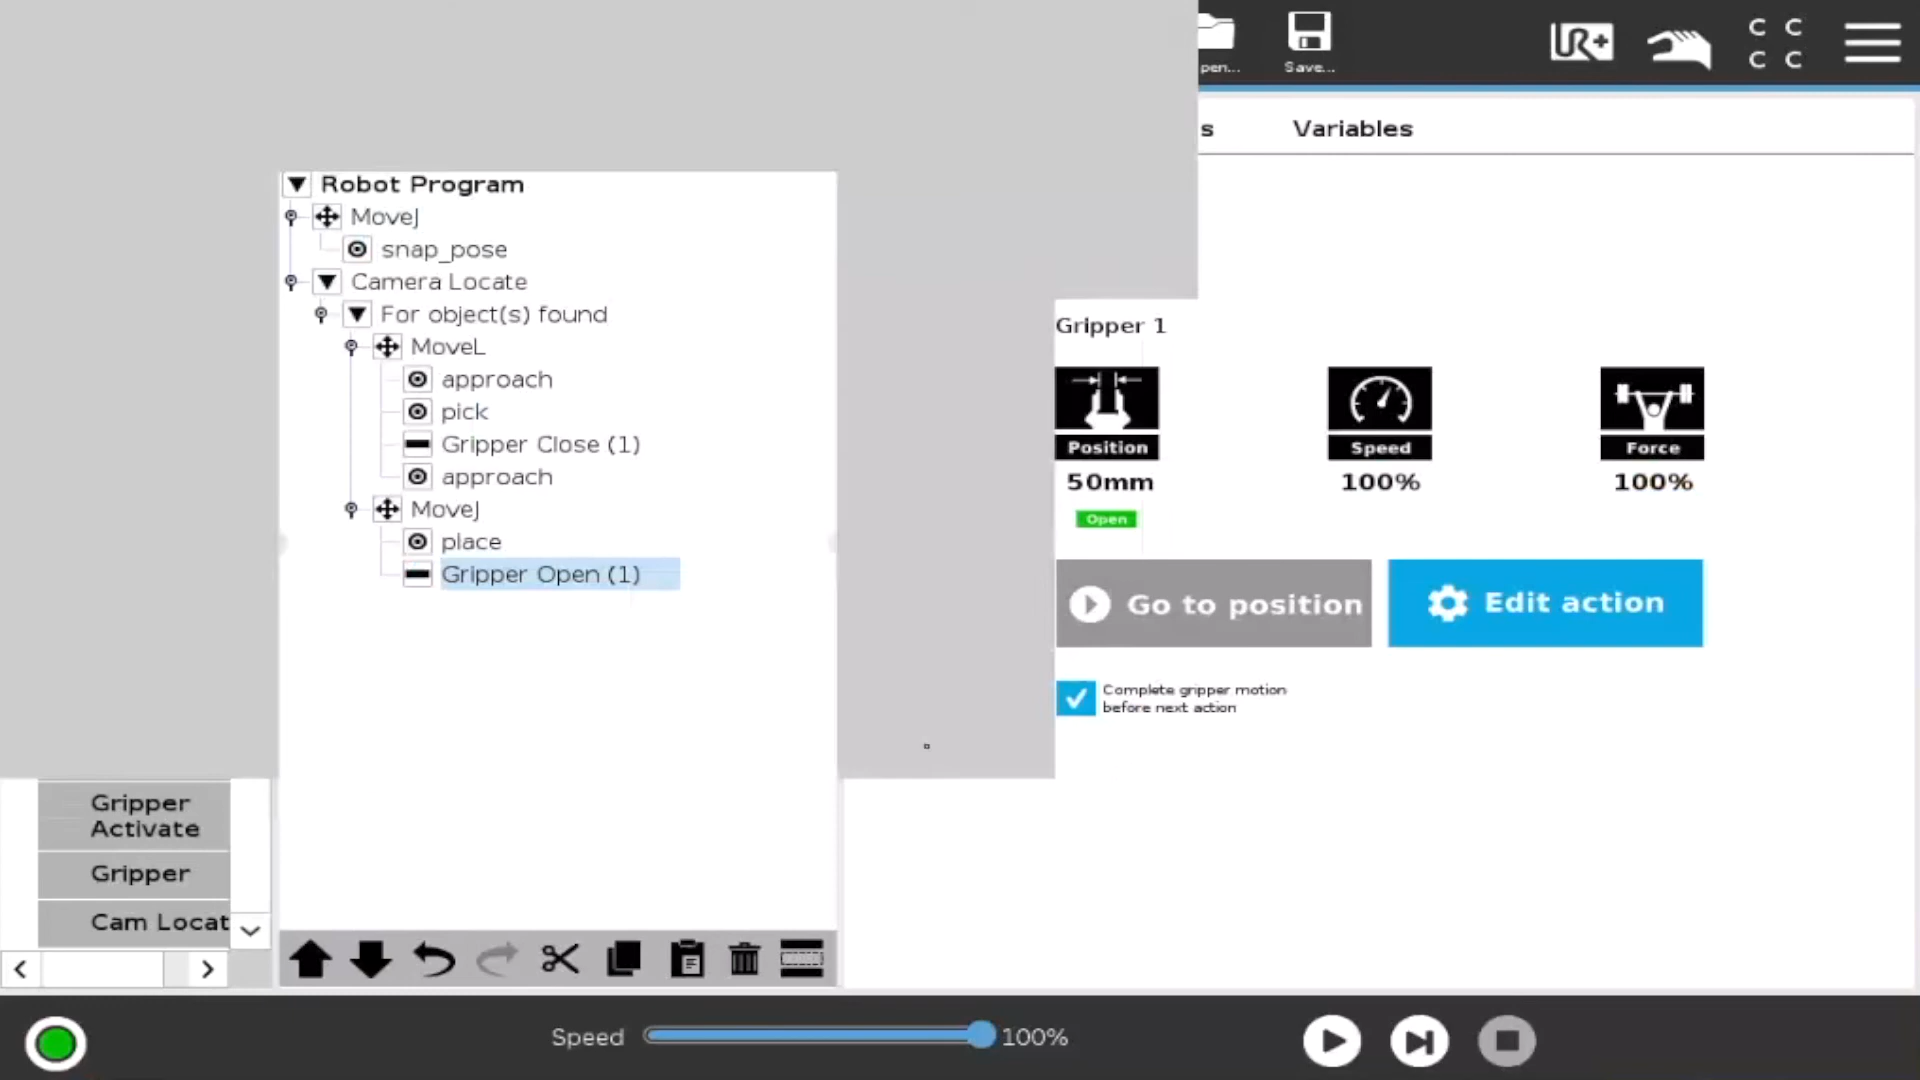 pen...
Save...
UR+
C C
C C
s
Variables
Robot Program
MoveJ
snap_pose
Camera Locate
For object(s) found
MoveL
approach
pick
Gripper Close (1)
approach
MoveJ
place
Gripper Open (1)
Gripper 1
Position
Speed
Force
50mm
100%
100%
Open
Go to position
Edit action
Complete gripper motion
before next action
Gripper
Activate
Gripper
Cam Locat
Speed
100%